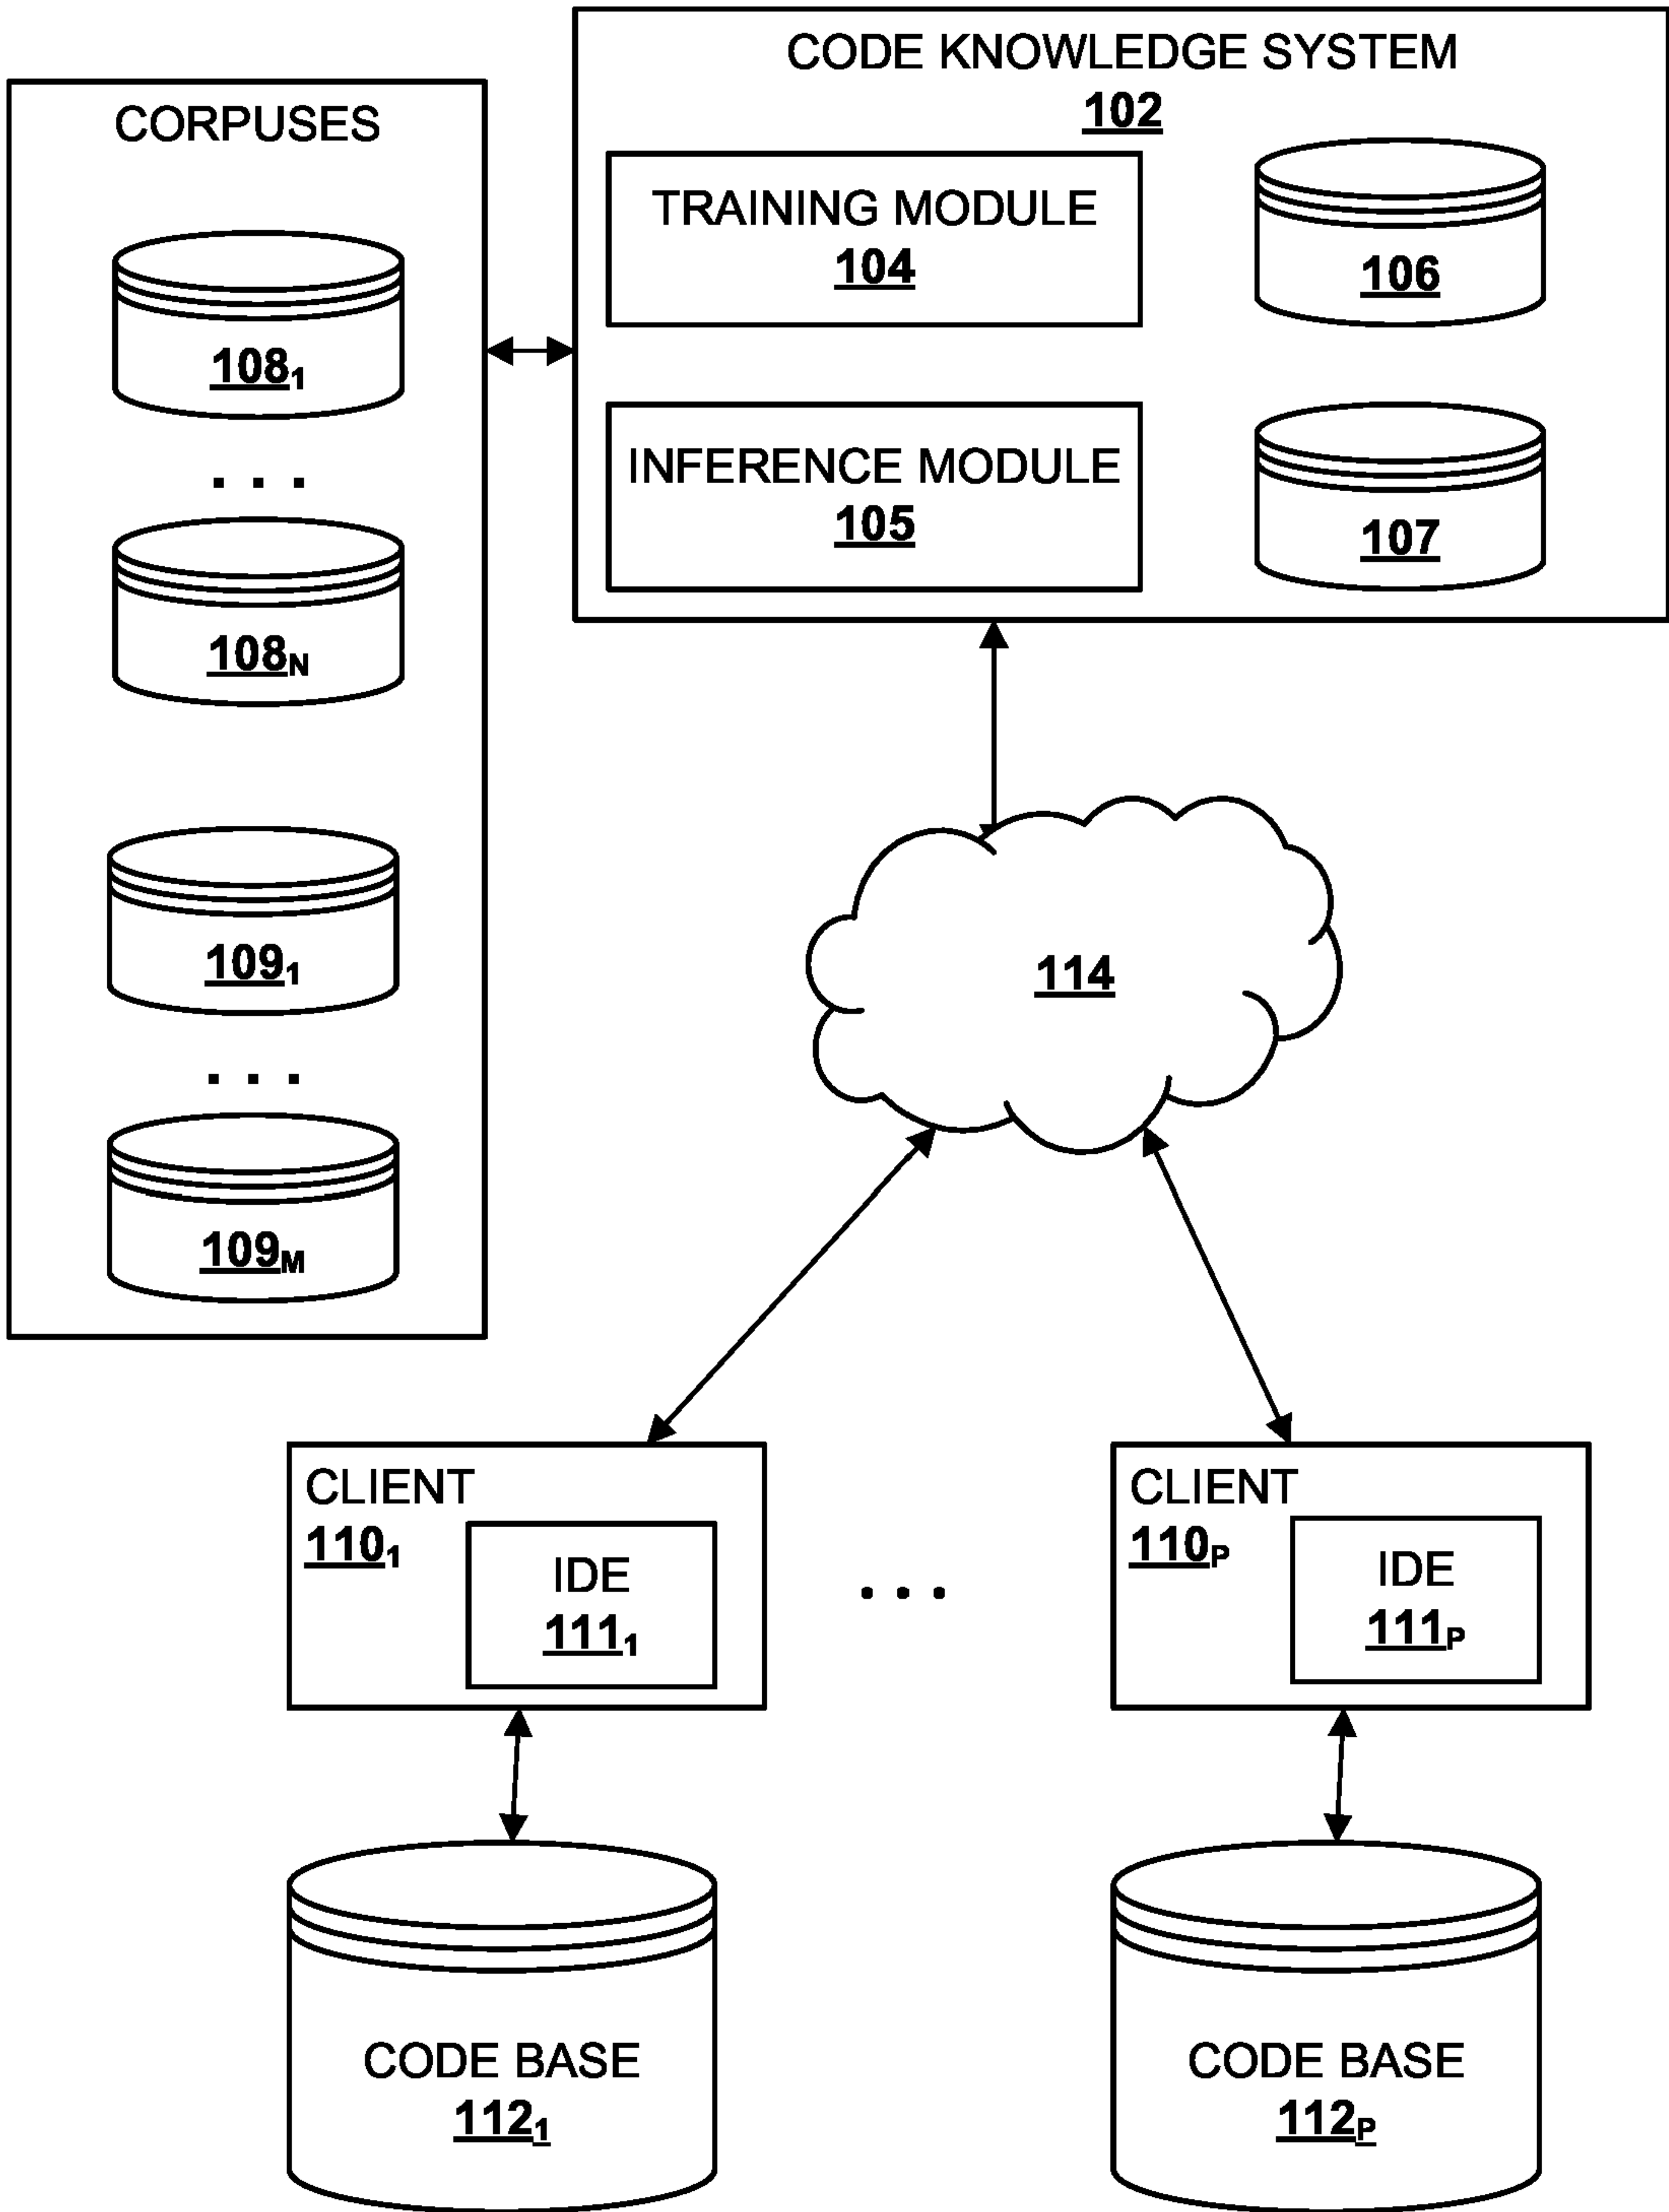 CODE KNOWLEDGE SYSTEM
102
TRAINING MODULE
104
106
INFERENCE MODULE
105
107
CORPUSES
108₁
. . .
108N
109₁
. . .
109M
114
CLIENT
110₁
IDE
111₁
. . .
CLIENT
110P
IDE
111P
CODE BASE
112₁
CODE BASE
112P